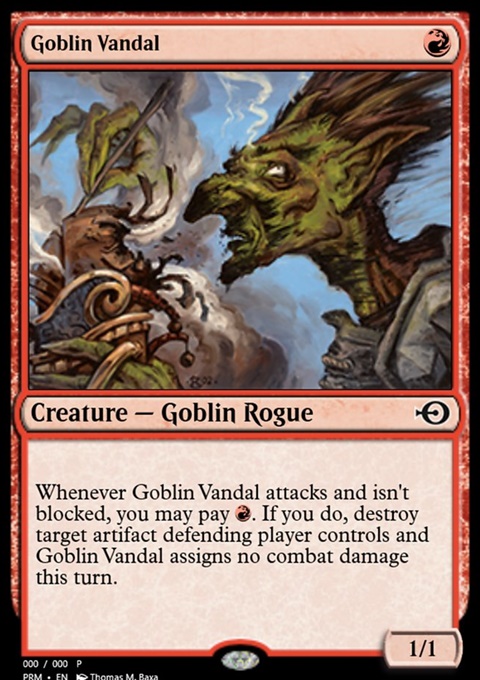 Goblin Vandal
Creature — Goblin Rogue
Whenever Goblin Vandal attacks and isn't
blocked, you may pay . If you do, destroy
target artifact defending player controls and
Goblin Vandal assigns no combat damage
this turn.
1/1
000 / 000 P
PRM • EN Thomas M. Baxa